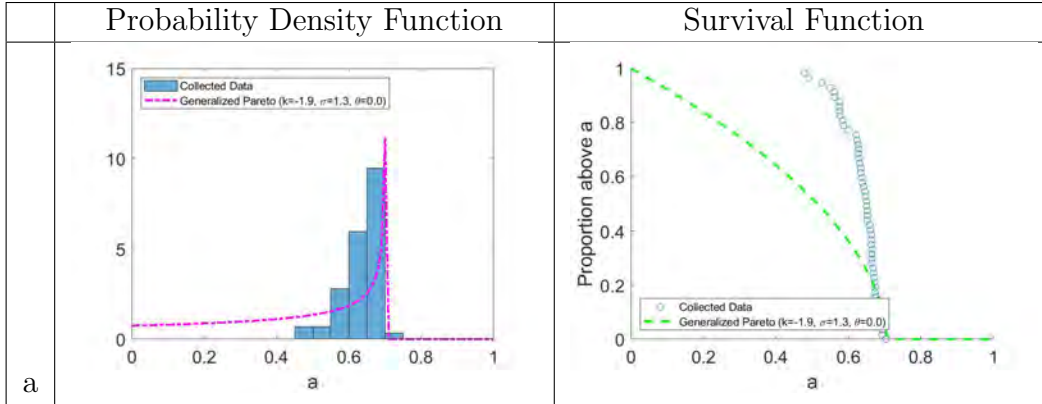 Probability Density Function
Survival Function
15
10
5
0
0
0.2
0.4
0.6
0.8
1
a
Collected Data
Generalized Pareto (k=-1.9, σ=1.3, θ=0.0)
Proportion above a
1
0.8
0.6
0.4
0.2
0
0
0.2
0.4
0.6
0.8
1
a
Collected Data
Generalized Pareto (k=-1.9, σ=1.3, θ=0.0)
a